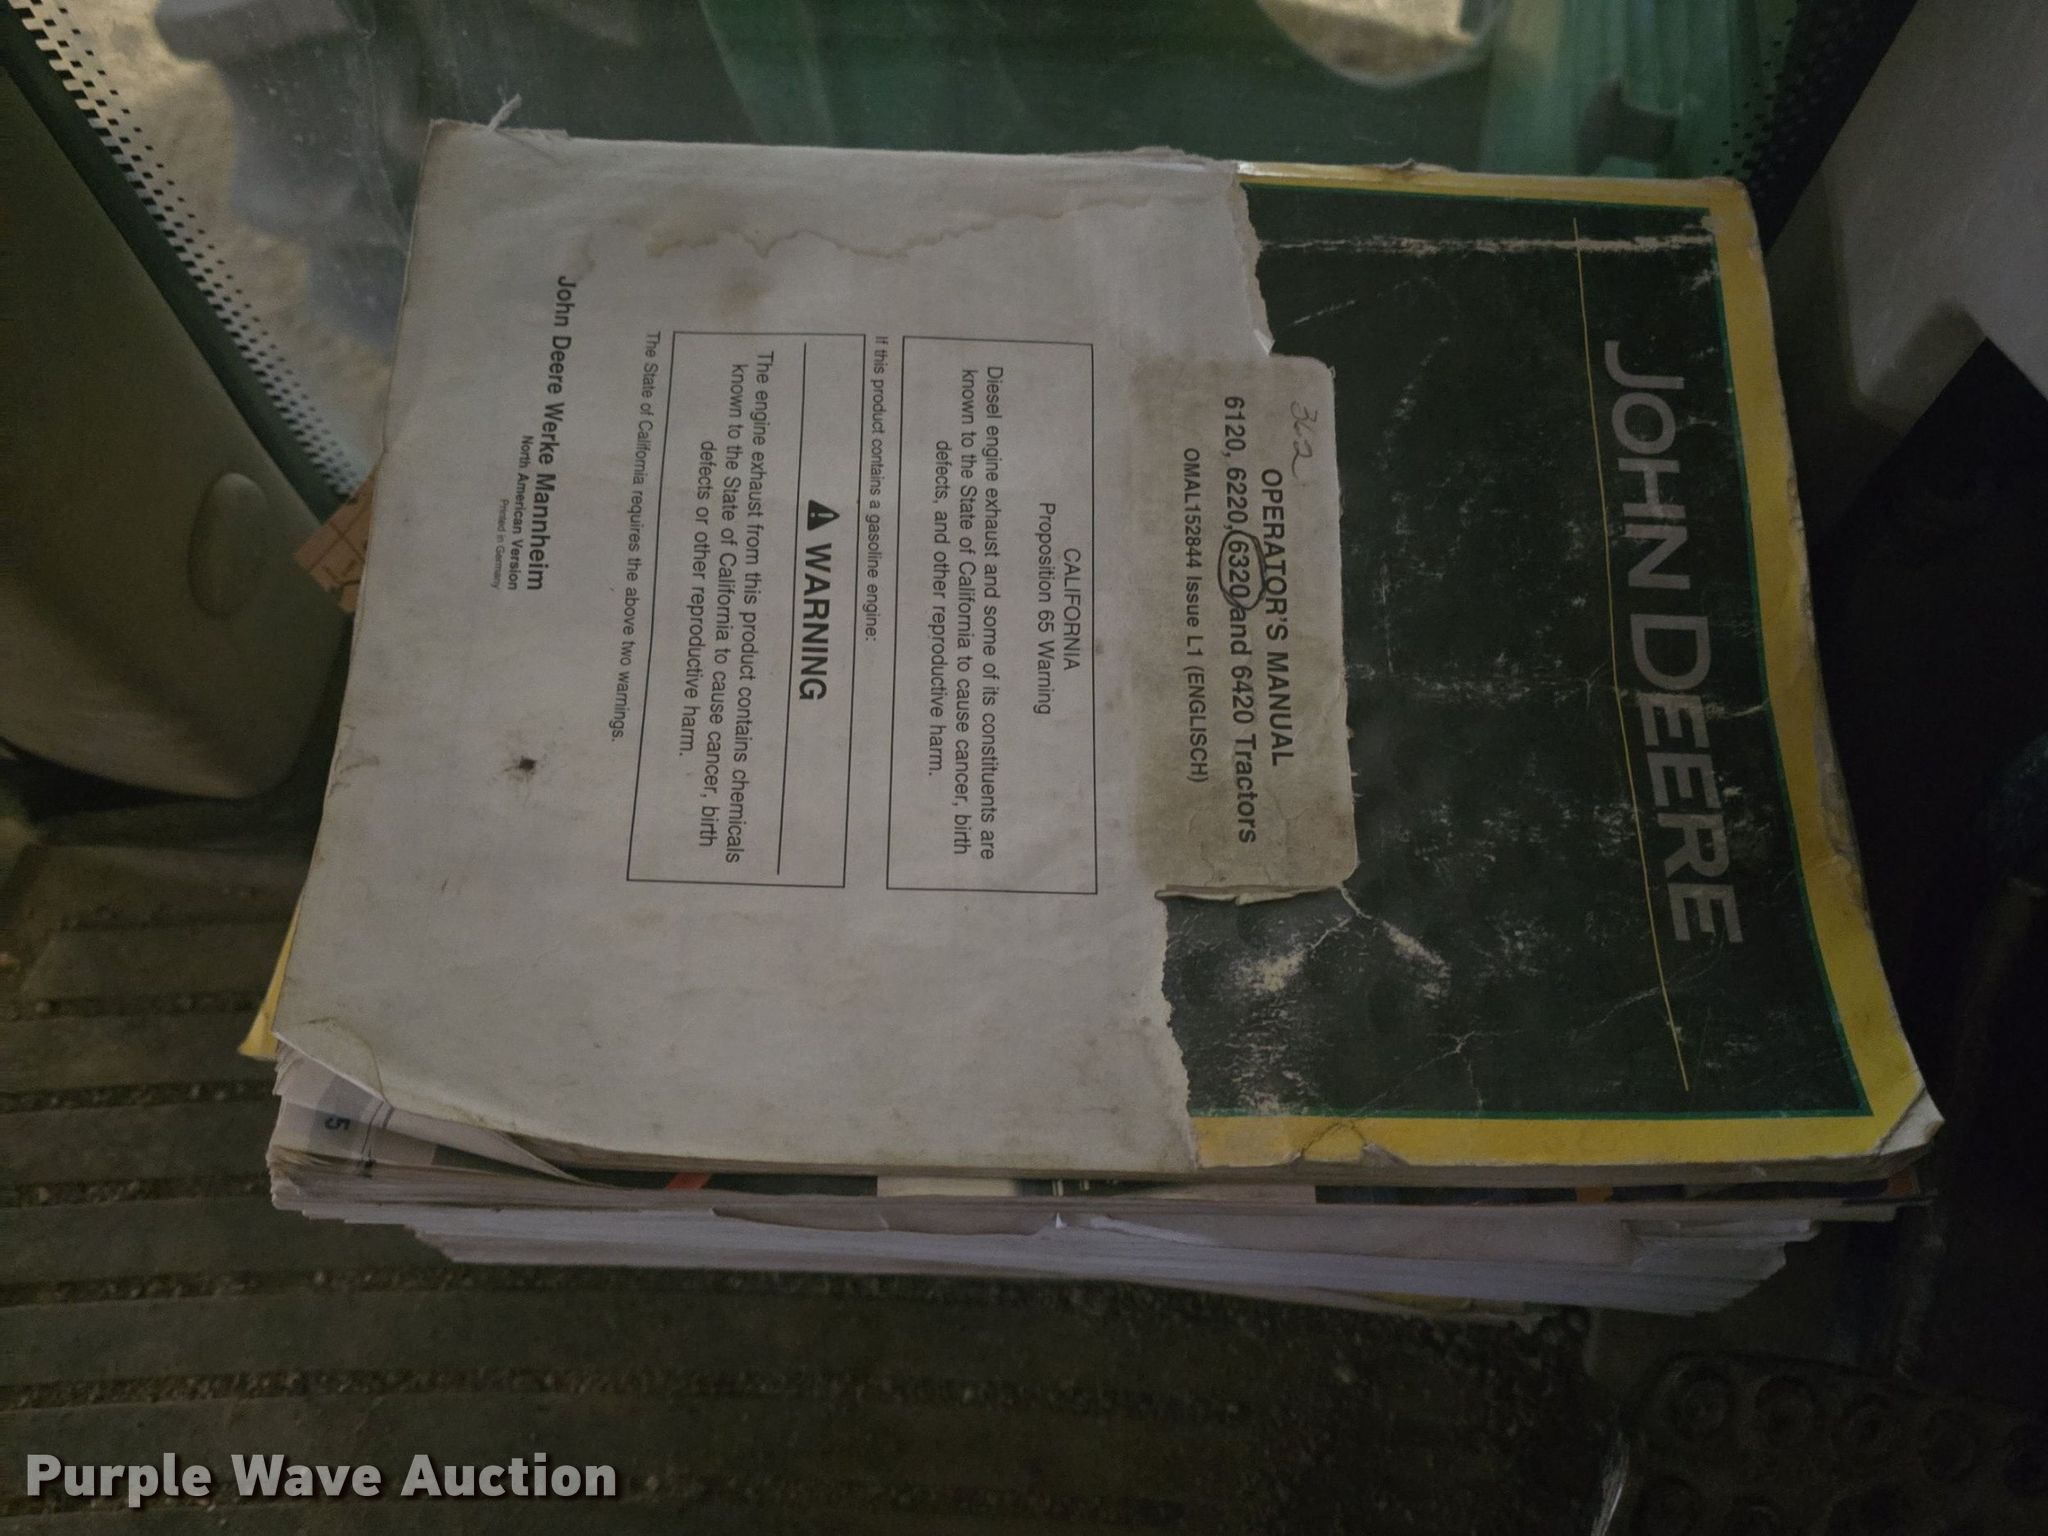 JOHN DEERE
362
OPERATOR'S MANUAL
6120, 6220, 6320 and 6420 Tractors
OMAL152844 Issue L1 (ENGLISCH)
CALIFORNIA
Proposition 65 Warning
Diesel engine exhaust and some of its constituents are
known to the State of California to cause cancer, birth
defects, and other reproductive harm.
If this product contains a gasoline engine:
WARNING
The engine exhaust from this product contains chemicals
known to the State of California to cause cancer, birth
defects or other reproductive harm.
The State of California requires the above two warnings.
John Deere Werke Mannheim
North American Version
Printed in Germany
5
Purple Wave Auction